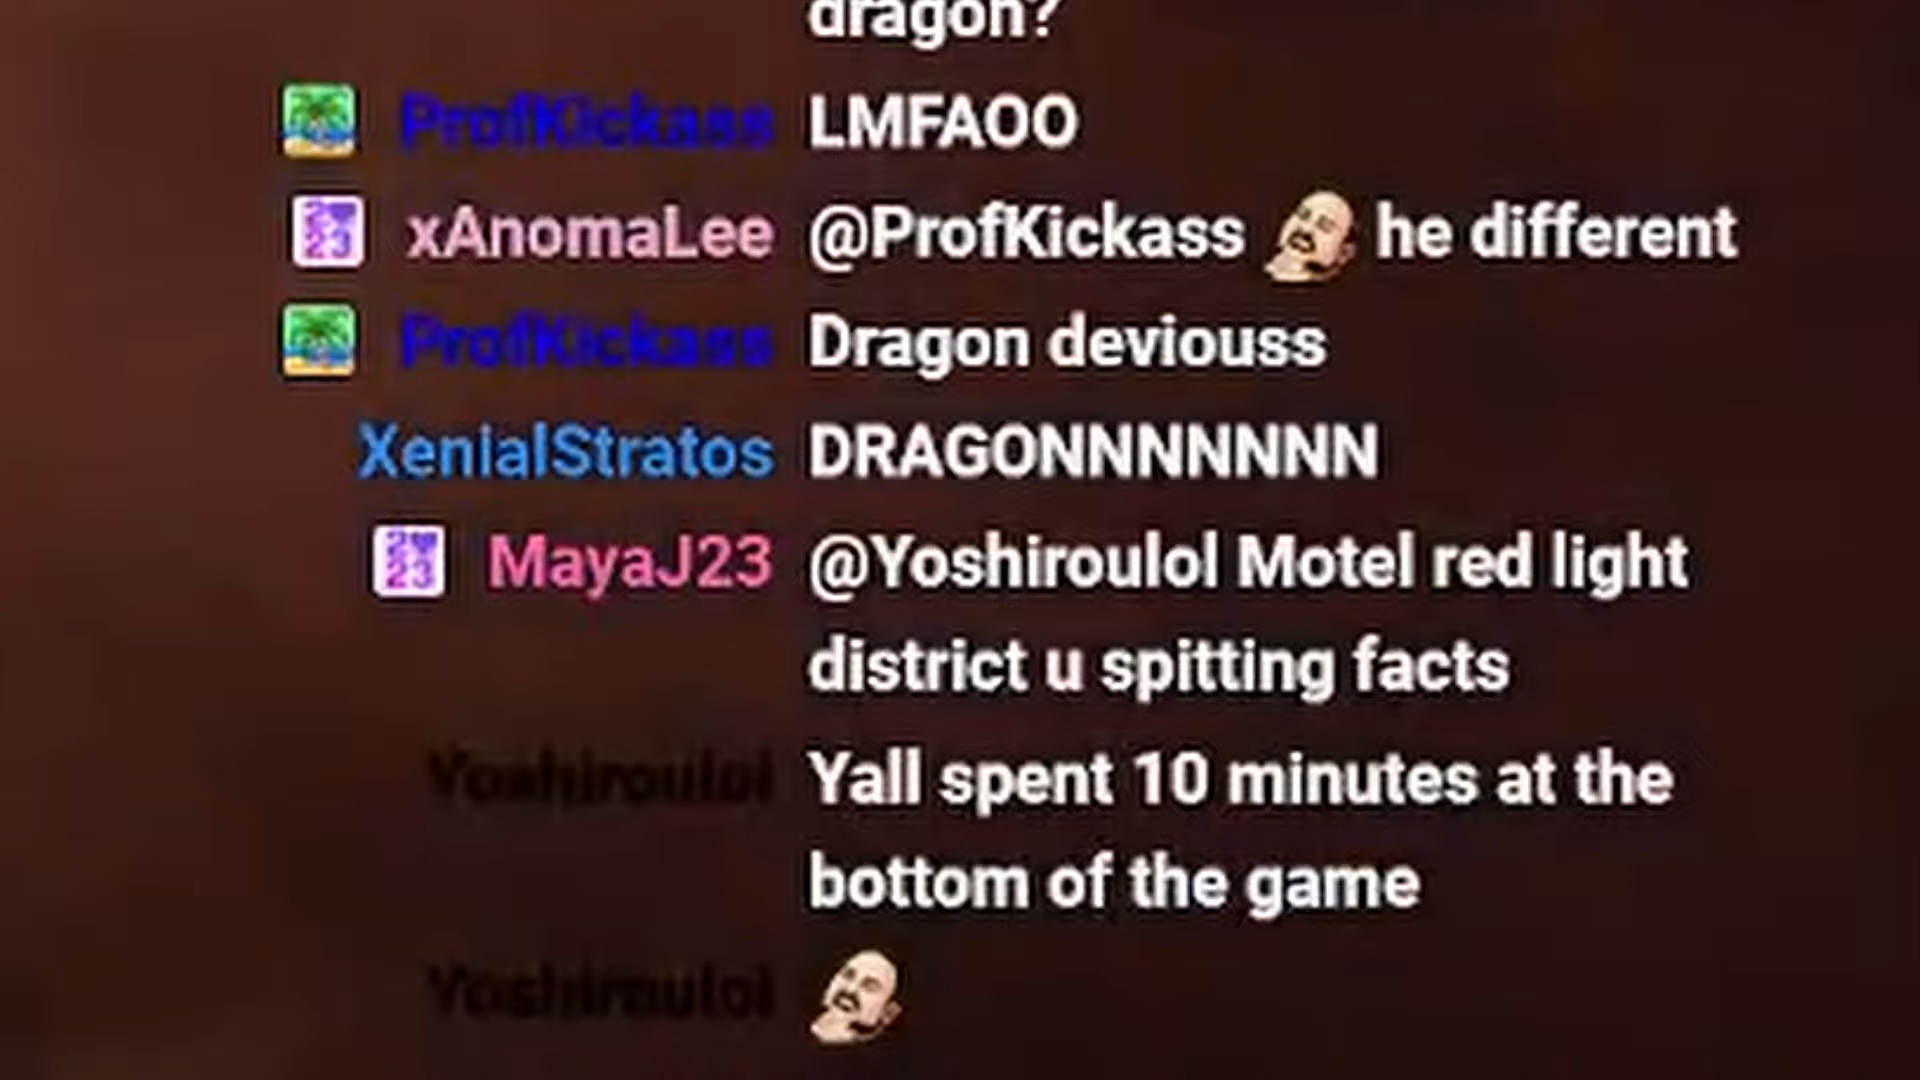 dragon?
ProfKickass LMFAOO
xAnomaLee @ProfKickass he different
ProfKickass Dragon deviouss
XenialStratos DRAGONNNNNNN
MayaJ23 @Yoshiroulol Motel red light
district u spitting facts
Yoshiroulol Yall spent 10 minutes at the
bottom of the game
Yoshiroulol